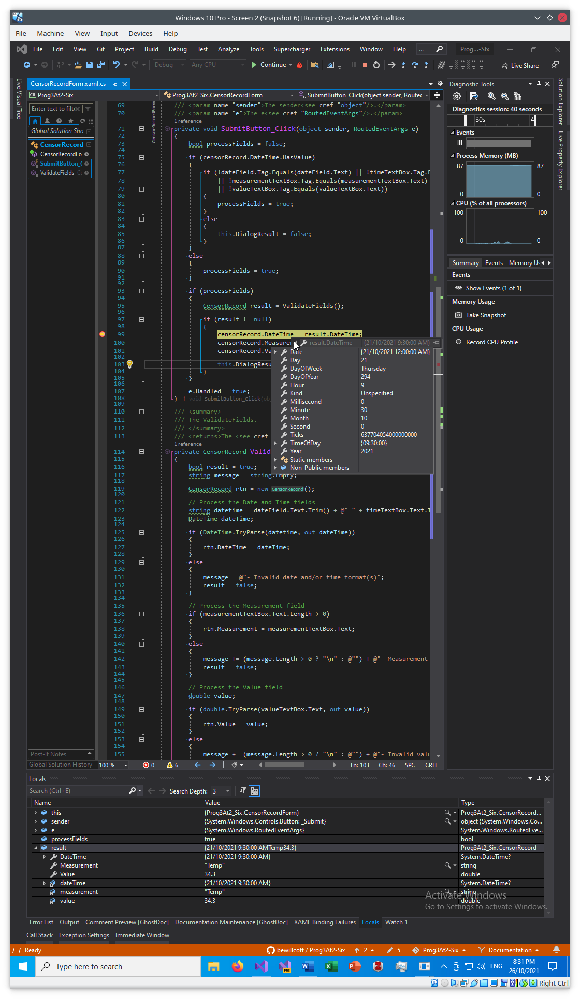 Windows 10 Pro - Screen 2 (Snapshot 6) [Running] - Oracle VM VirtualBox
File Machine View Input Devices Help
File Edit View Git Project Build Debug Test Analyze Tools Supercharger Extensions Window Help ... Prog...-Six
Debug Any CPU Continue Live Share
Live Visual Tree
CensorRecordForm.xaml.cs
Prog3At2-Six Prog3At2_Six.CensorRecordForm SubmitButton_Click(object sender, Routec
Enter text to filte
Global Solution Sho
CensorRecord
CensorRecordFo
SubmitButton_C
ValidateFields
CensorRecordForm
69 /// <param name="sender">The sender<see cref="object"/>.</param>
70 /// <param name="e">The e<see cref="RoutedEventArgs"/>.</param>
1 reference
71 private void SubmitButton_Click(object sender, RoutedEventArgs e)
72 {
73 bool processFields = false;
74
75 if (censorRecord.DateTime.HasValue)
76 {
77 if (!dateField.Tag.Equals(dateField.Text) || !timeTextBox.Tag.E
78 || !measurementTextBox.Tag.Equals(measurementTextBox.Text)
79 || !valueTextBox.Tag.Equals(valueTextBox.Text))
80 {
81 processFields = true;
82 }
83 else
84 {
85 this.DialogResult = false;
86 }
87 }
88 else
89 {
90 processFields = true;
91 }
92
93 if (processFields)
94 {
95 CensorRecord result = ValidateFields();
96
97 if (result != null)
98 {
99 censorRecord.DateTime = result.DateTime;
100 censorRecord.Measurer
101 censorRecord.Va
102
103 this.DialogResu
104 }
105 }
106
107 e.Handled = true;
108 } ↑ void SubmitButton_Click(ob
109
110 /// <summary>
111 /// The ValidateFields.
112 /// </summary>
113 /// <returns>The <see cref=
1 reference
114 private CensorRecord Valid
115 {
116 bool result = true;
117 string message = string.Empty;
118
119 CensorRecord rtn = new CensorRecord();
120
121 // Process the Date and Time fields
122 string datetime = dateField.Text.Trim() + @" " + timeTextBox.Text.T
123 DateTime dateTime;
124
125 if (DateTime.TryParse(datetime, out dateTime))
126 {
127 rtn.DateTime = dateTime;
128 }
129 else
130 {
131 message = @"- Invalid date and/or time format(s)";
132 result = false;
133 }
134
135 // Process the Measurement field
136 if (measurementTextBox.Text.Length > 0)
137 {
138 rtn.Measurement = measurementTextBox.Text;
139 }
140 else
141 {
142 message += (message.Length > 0 ? "\n" : @"") + @"- Measurement
143 result = false;
144 }
145
146 // Process the Value field
147 double value;
148
149 if (double.TryParse(valueTextBox.Text, out value))
150 {
151 rtn.Value = value;
152 }
153 else
154 {
155 message += (message.Length > 0 ? "\n" : @"") + @"- Invalid valu
result.DateTime {21/10/2021 9:30:00 AM}
Date {21/10/2021 12:00:00 AM}
Day 21
DayOfWeek Thursday
DayOfYear 294
Hour 9
Kind Unspecified
Millisecond 0
Minute 30
Month 10
Second 0
Ticks 637704054000000000
TimeOfDay {09:30:00}
Year 2021
Static members
Non-Public members
Post-It Notes
Global Solution History
100 % 0 6 Ln: 103 Ch: 46 SPC CRLF
Diagnostic Tools
Diagnostics session: 40 seconds
30s 4
Events
Process Memory (MB)
87 87
0 0
CPU (% of all processors)
100 100
0 0
Summary Events Memory Us
Events
Show Events (1 of 1)
Memory Usage
Take Snapshot
CPU Usage
Record CPU Profile
Solution Explorer
Live Property Explorer
Locals
Search (Ctrl+E) Search Depth: 3
Name Value Type
this {Prog3At2_Six.CensorRecordForm} Prog3At2_Six.CensorRecord...
sender {System.Windows.Controls.Button: _Submit} object {System.Windows.Co...
e {System.Windows.RoutedEventArgs} System.Windows.RoutedEve...
processFields true bool
result {21/10/2021 9:30:00 AMTemp34.3} Prog3At2_Six.CensorRecord
DateTime {21/10/2021 9:30:00 AM} System.DateTime?
Measurement "Temp" string
Value 34.3 double
dateTime {21/10/2021 9:30:00 AM} System.DateTime?
measurement "Temp" string
value 34.3 double
Activate Windows
Go to Settings to activate Windows.
Error List Output Comment Preview [GhostDoc] Documentation Maintenance [GhostDoc] XAML Binding Failures Locals Watch 1
Call Stack Exception Settings Immediate Window
Ready bewillcott / Prog3At2-Six 2 5 Prog3At2-Six Documentation
Type here to search PRE ENG 8:31 PM
26/10/2021
Right Ctrl